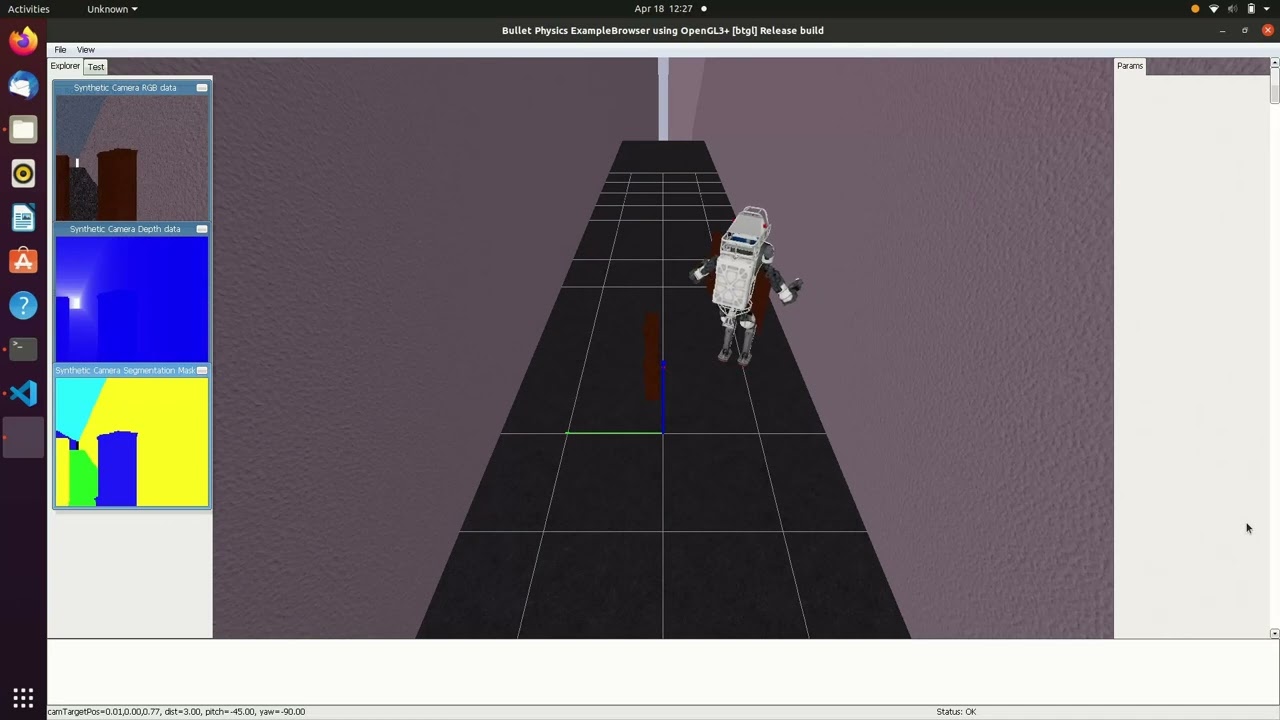 Activities
Unknown
Apr 18 12:27
Bullet Physics ExampleBrowser using OpenGL3+ [btgl] Release build
File View
Explorer Test
Params
Synthetic Camera RGB data
Synthetic Camera Depth data
Synthetic Camera Segmentation Mask
camTargetPos=0.01,0.00,0.77, dist=3.00, pitch=-45.00, yaw=-90.00
Status: OK